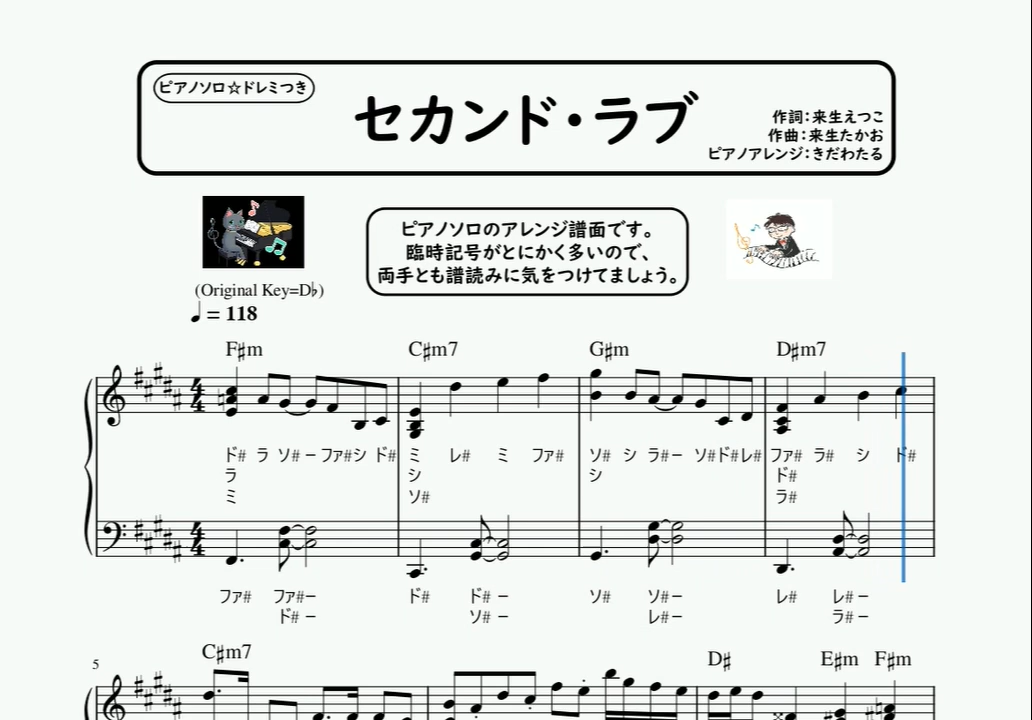 ピアノソロ☆ドレミつき
セカンド・ラブ
作詞：来生えつこ
作曲：来生たかお
ピアノアレンジ：きだわたる
ピアノソロのアレンジ譜面です。
臨時記号がとにかく多いので、
両手とも譜読みに気をつけてましょう。
(Original Key=D♭)
♩ = 118
F♯m C♯m7 G♯m D♯m7
4 4
ド# ラ ソ# ー ファ# シ ド# ミ レ# ミ ファ# ソ# シ ラ# ー ソ# ド# レ# ファ# ラ# シ ド#
ラ シ シ ド#
ミ ソ# ラ#
4 4
ファ# ファ# ー ド# ド# ー ソ# ソ# ー レ# レ# ー
ド# ー ソ# ー レ# ー ラ# ー
5
C♯m7 D♯ E♯m F♯m